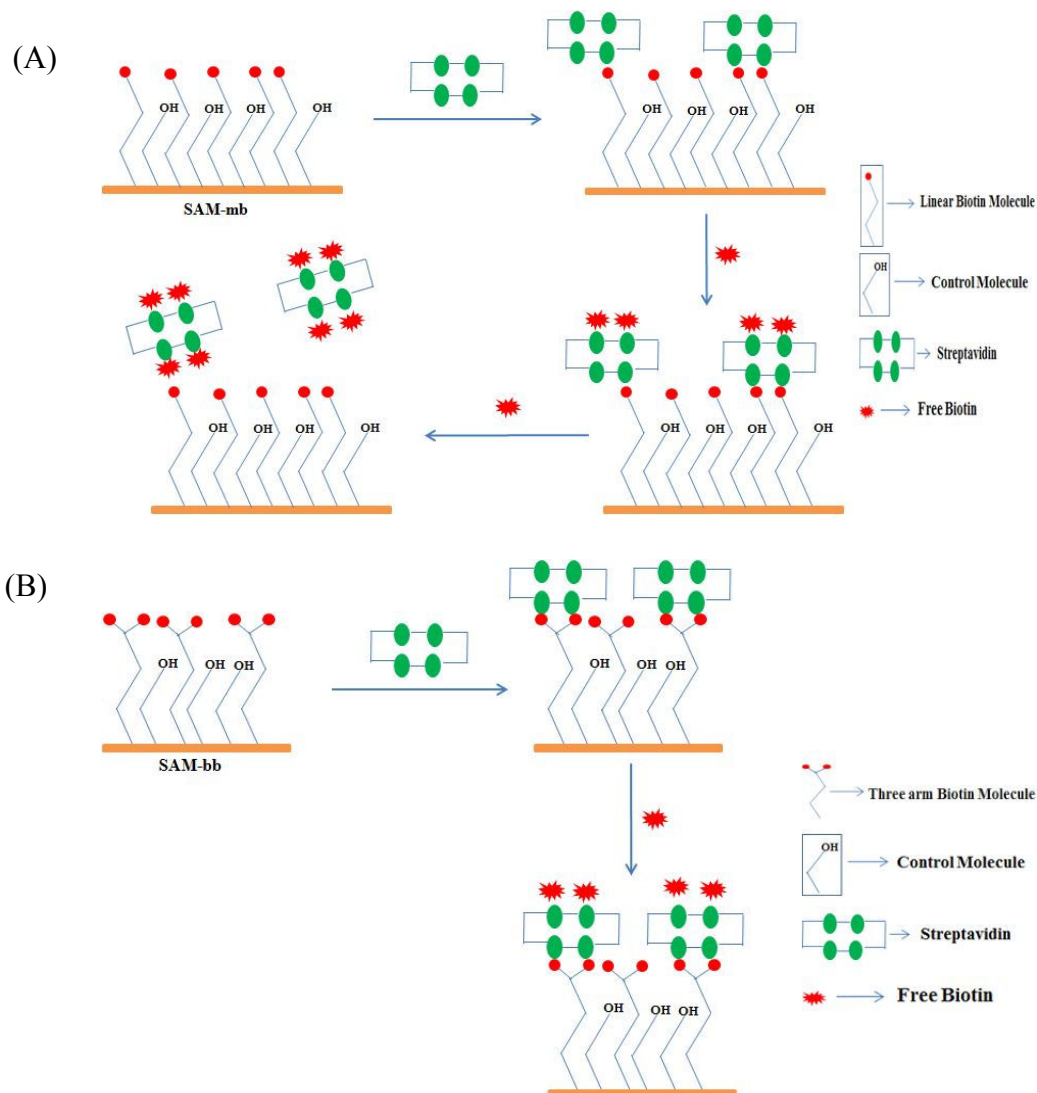 (A)
OH OH OH OH
SAM-mb
OH OH OH OH
Linear Biotin Molecule
OH
Control Molecule
Streptavidin
Free Biotin
OH OH OH OH
OH OH OH OH
(B)
OH OH OH
SAM-bb
OH OH OH
Three arm Biotin Molecule
OH
Control Molecule
Streptavidin
Free Biotin
OH OH OH